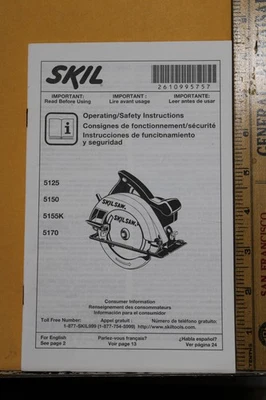 SKIL
2610995757
IMPORTANT: IMPORTANT : IMPORTANTE:
Read Before Using Lire avant usage Leer antes de usar
Operating/Safety Instructions
Consignes de fonctionnement/sécurité
Instrucciones de funcionamiento
y seguridad
5125
5150
5155K
5170
SKILSAW.
SKILSAW.
Consumer Information
Renseignement des consommateurs
Información para el consumidor
Toll Free Number: Appel gratuit : Número de teléfono gratuito:
1-877-SKIL999 (1-877-754-5999) http://www.skiltools.com
For English Parlez-vous français? ¿Habla español?
See page 2 Voir page 13 Ver página 24
SAN FRANCISCO